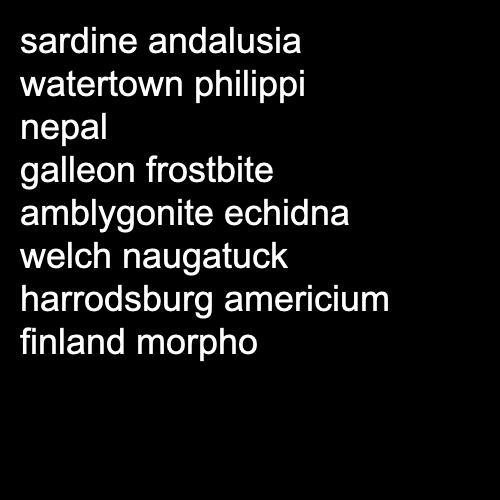 sardine andalusia
watertown philippi
nepal
galleon frostbite
amblygonite echidna
welch naugatuck
harrodsburg americium
finland morpho